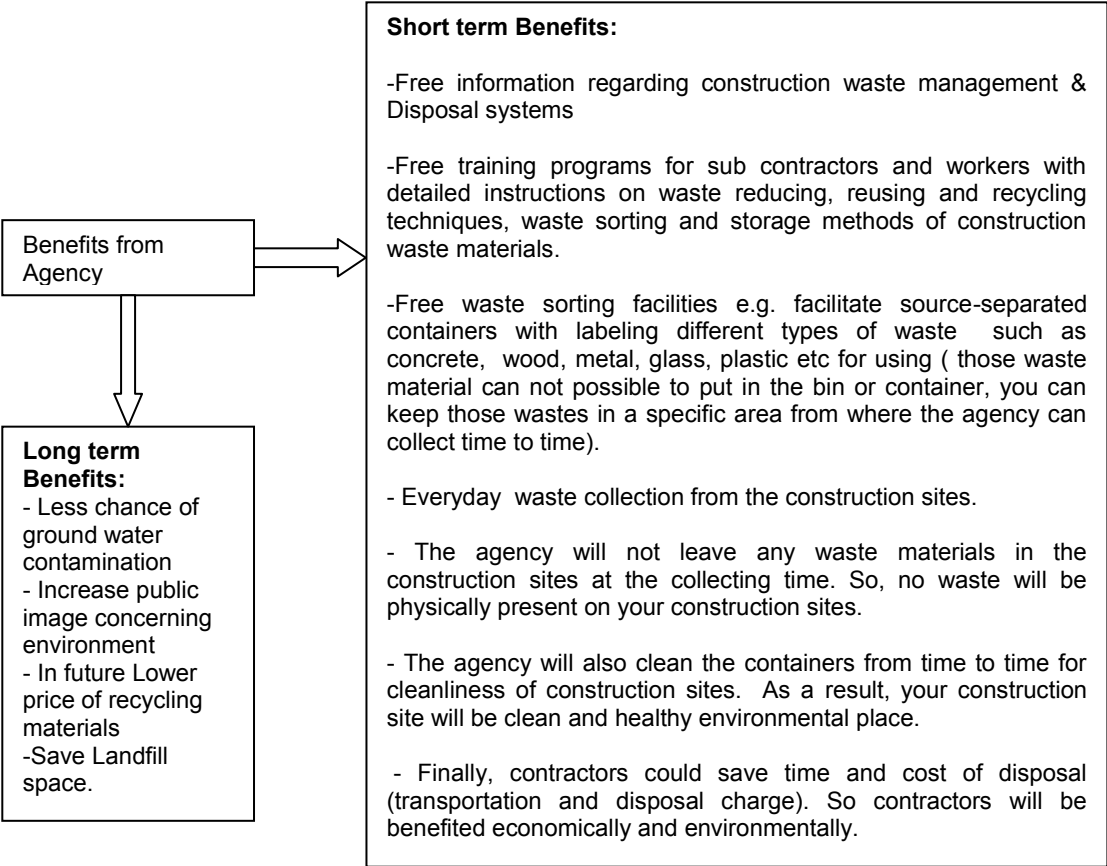 Benefits from
Agency
Short term Benefits:
-Free information regarding construction waste management &
Disposal systems
-Free training programs for sub contractors and workers with
detailed instructions on waste reducing, reusing and recycling
techniques, waste sorting and storage methods of construction
waste materials.
-Free waste sorting facilities e.g. facilitate source-separated
containers with labeling different types of waste such as
concrete, wood, metal, glass, plastic etc for using ( those waste
material can not possible to put in the bin or container, you can
keep those wastes in a specific area from where the agency can
collect time to time).
- Everyday waste collection from the construction sites.
- The agency will not leave any waste materials in the
construction sites at the collecting time. So, no waste will be
physically present on your construction sites.
- The agency will also clean the containers from time to time for
cleanliness of construction sites. As a result, your construction
site will be clean and healthy environmental place.
- Finally, contractors could save time and cost of disposal
(transportation and disposal charge). So contractors will be
benefited economically and environmentally.
Long term
Benefits:
- Less chance of
ground water
contamination
- Increase public
image concerning
environment
- In future Lower
price of recycling
materials
-Save Landfill
space.